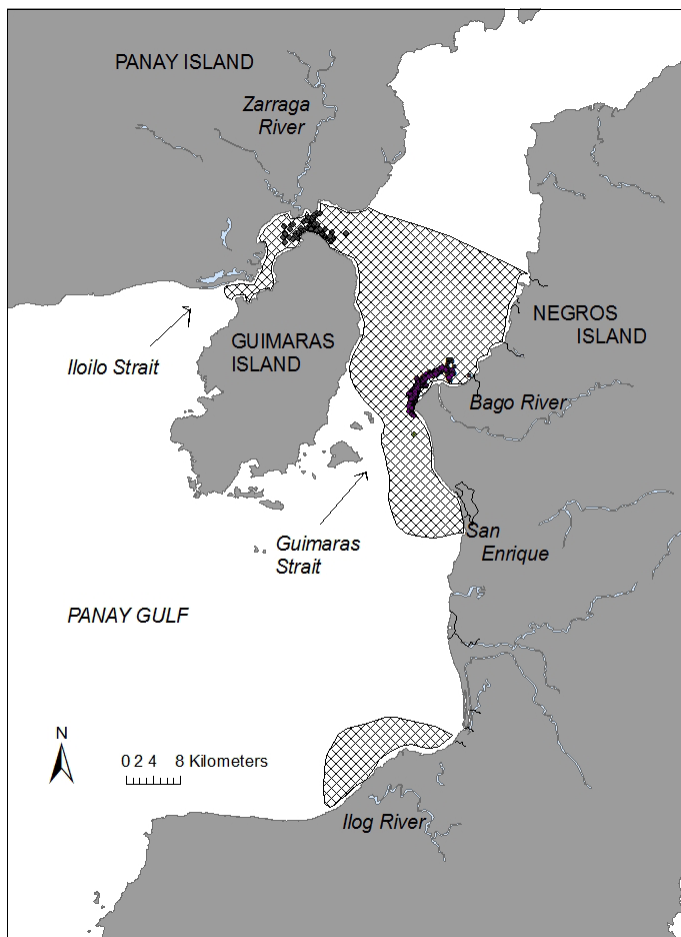 PANAY ISLAND
Zarraga
River
Iloilo Strait
GUIMARAS
ISLAND
NEGROS
ISLAND
Bago River
Guimaras
Strait
San
Enrique
PANAY GULF
N
0 2 4 8 Kilometers
Ilog River